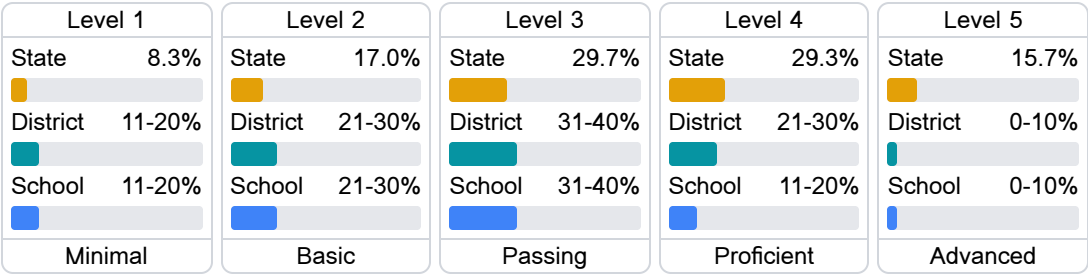 Level 1
State 8.3%
District 11-20%
School 11-20%
Minimal
Level 2
State 17.0%
District 21-30%
School 21-30%
Basic
Level 3
State 29.7%
District 31-40%
School 31-40%
Passing
Level 4
State 29.3%
District 21-30%
School 11-20%
Proficient
Level 5
State 15.7%
District 0-10%
School 0-10%
Advanced